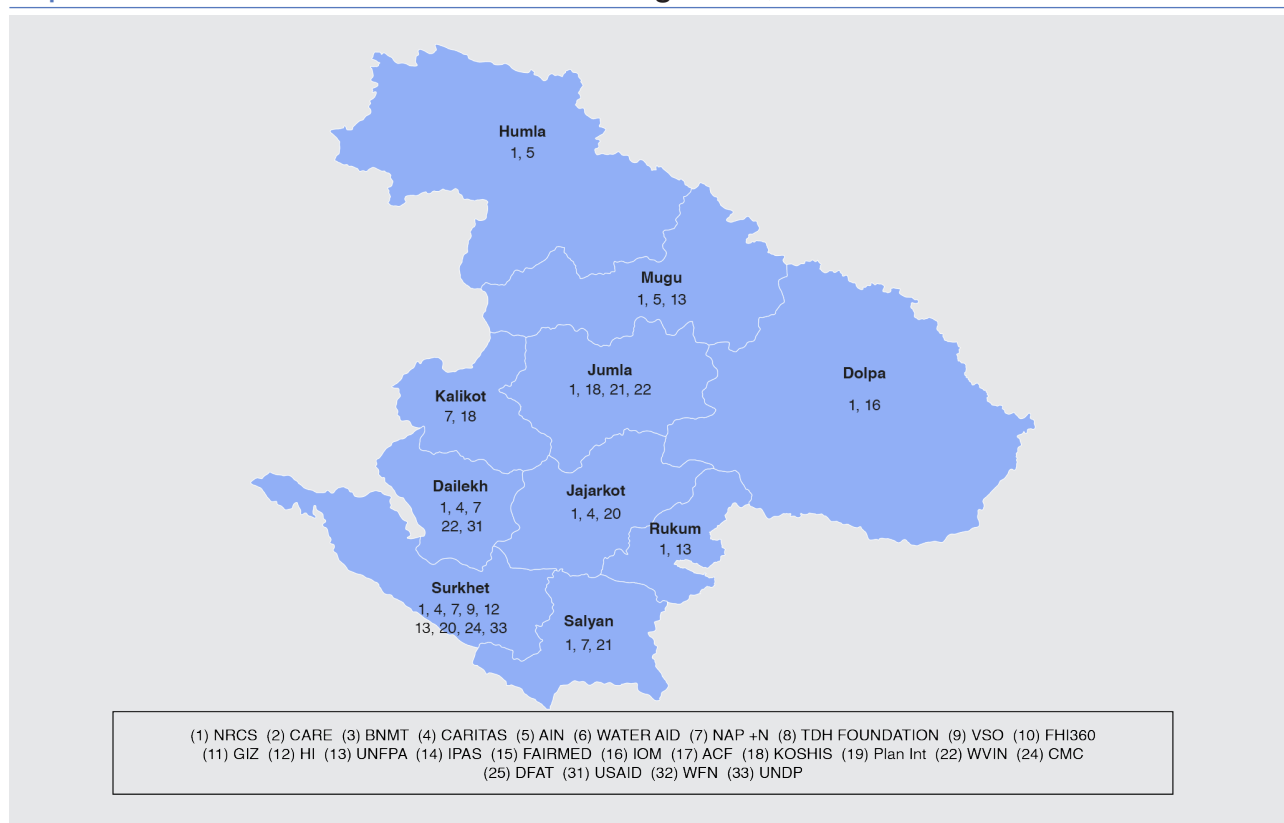 Humla
1, 5
Mugu
1, 5, 13
Jumla
1, 18, 21, 22
Dolpa
1, 16
Kalikot
7, 18
Dailekh
1, 4, 7
22, 31
Jajarkot
1, 4, 20
Rukum
1, 13
Surkhet
1, 4, 7, 9, 12
13, 20, 24, 33
Salyan
1, 7, 21
(1) NRCS (2) CARE (3) BNMT (4) CARITAS (5) AIN (6) WATER AID (7) NAP +N (8) TDH FOUNDATION (9) VSO (10) FHI360
(11) GIZ (12) HI (13) UNFPA (14) IPAS (15) FAIRMED (16) IOM (17) ACF (18) KOSHIS (19) Plan Int (22) WVIN (24) CMC
(25) DFAT (31) USAID (32) WFN (33) UNDP